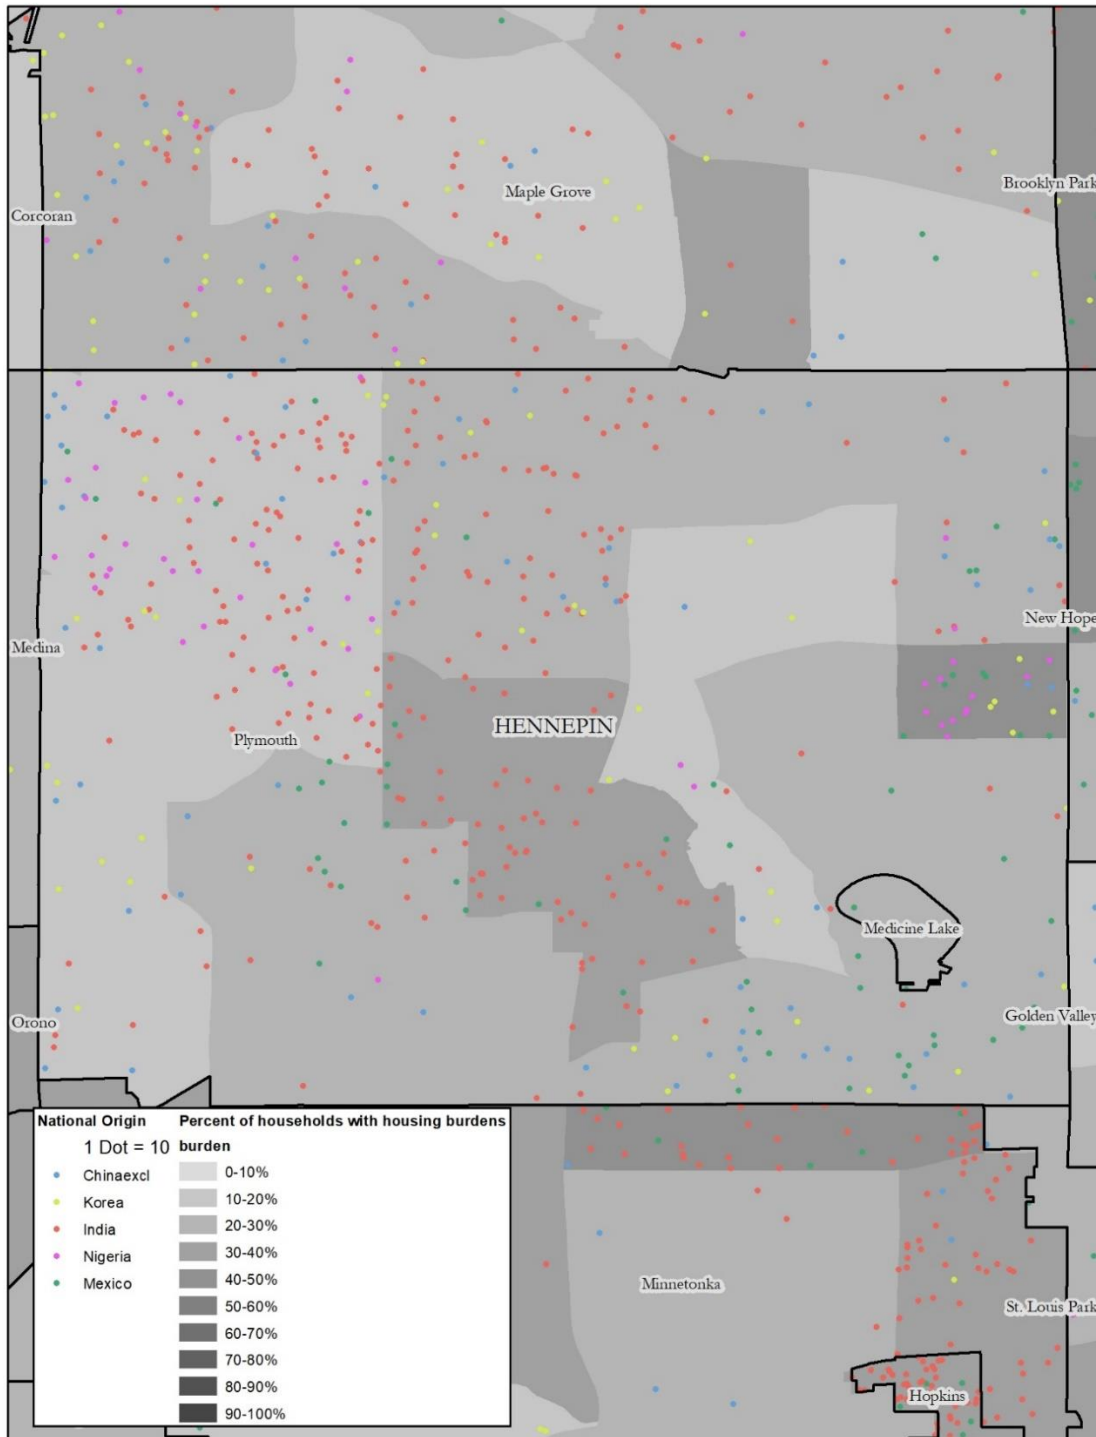 Maple Grove
Brooklyn Park
Corcoran
New Hope
Medina
HENNEPIN
Plymouth
Medicine Lake
Orono
Golden Valley
National Origin
1 Dot = 10
Chinaexcl
Korea
India
Nigeria
Mexico
Percent of households with housing burdens
burden
0-10%
10-20%
20-30%
30-40%
40-50%
50-60%
60-70%
70-80%
80-90%
90-100%
Minnetonka
St. Louis Park
Hopkins